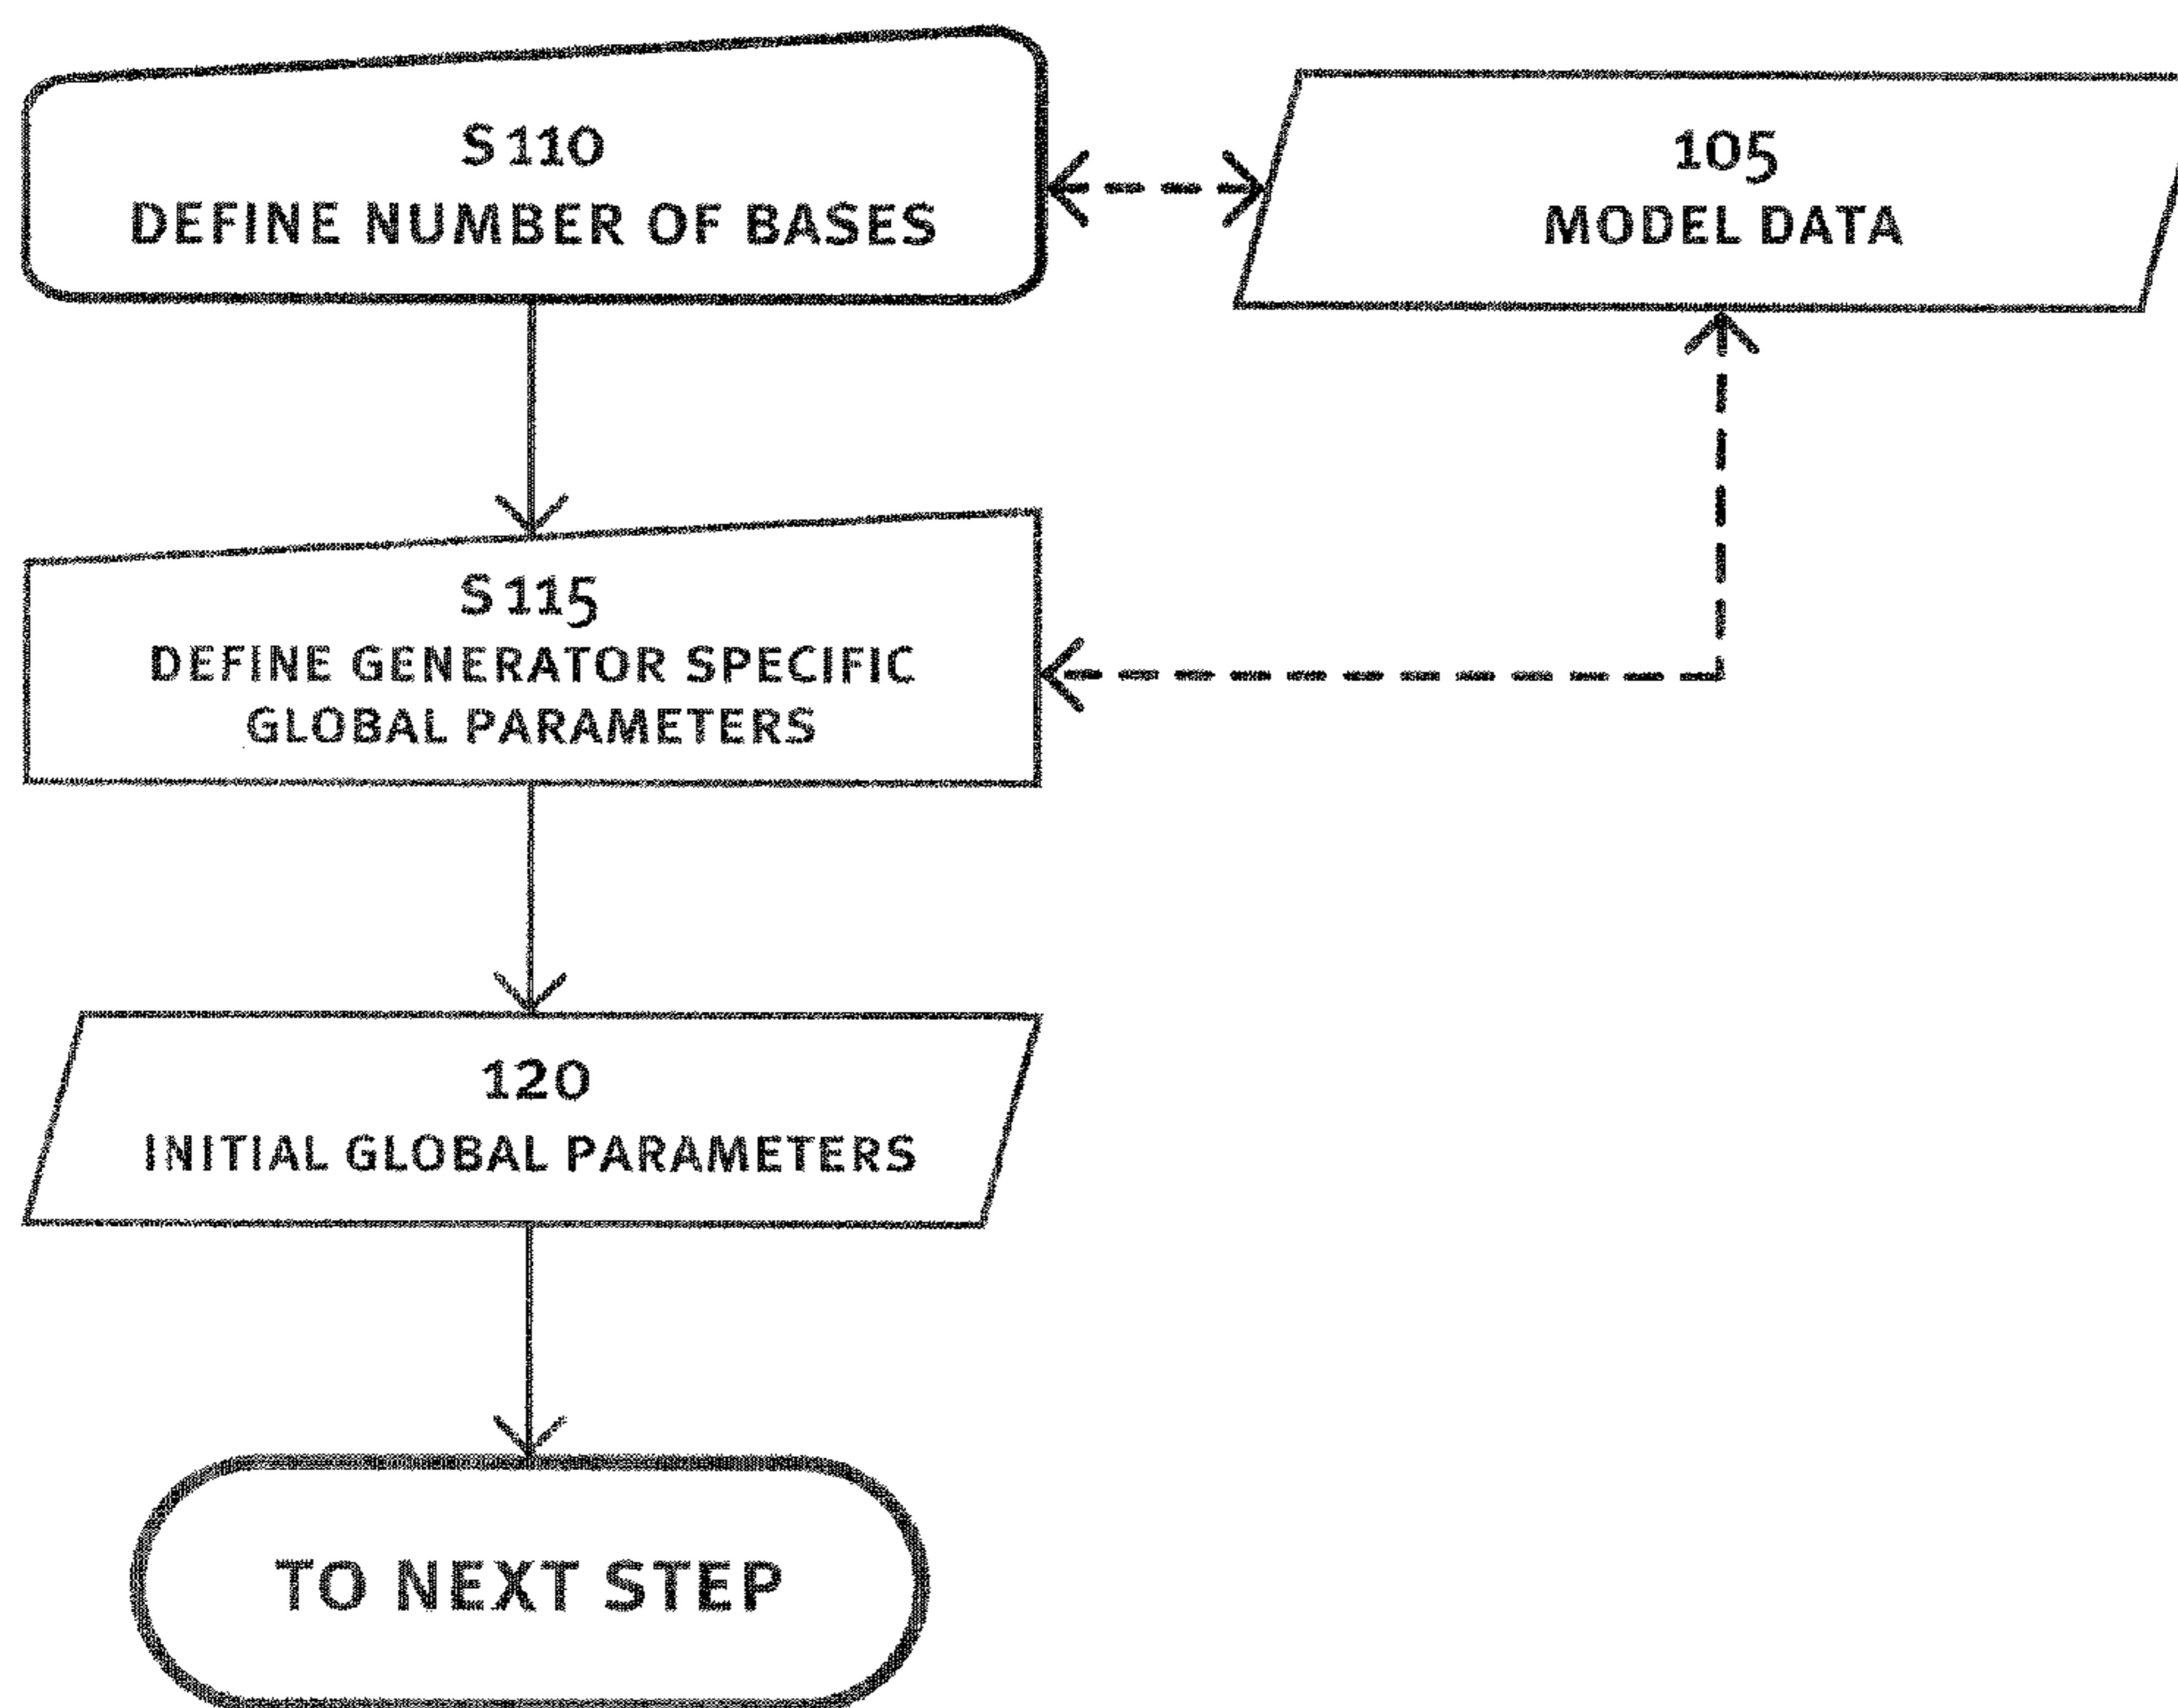 S110
DEFINE NUMBER OF BASES
105
MODEL DATA
S115
DEFINE GENERATOR SPECIFIC
GLOBAL PARAMETERS
120
INITIAL GLOBAL PARAMETERS
TO NEXT STEP